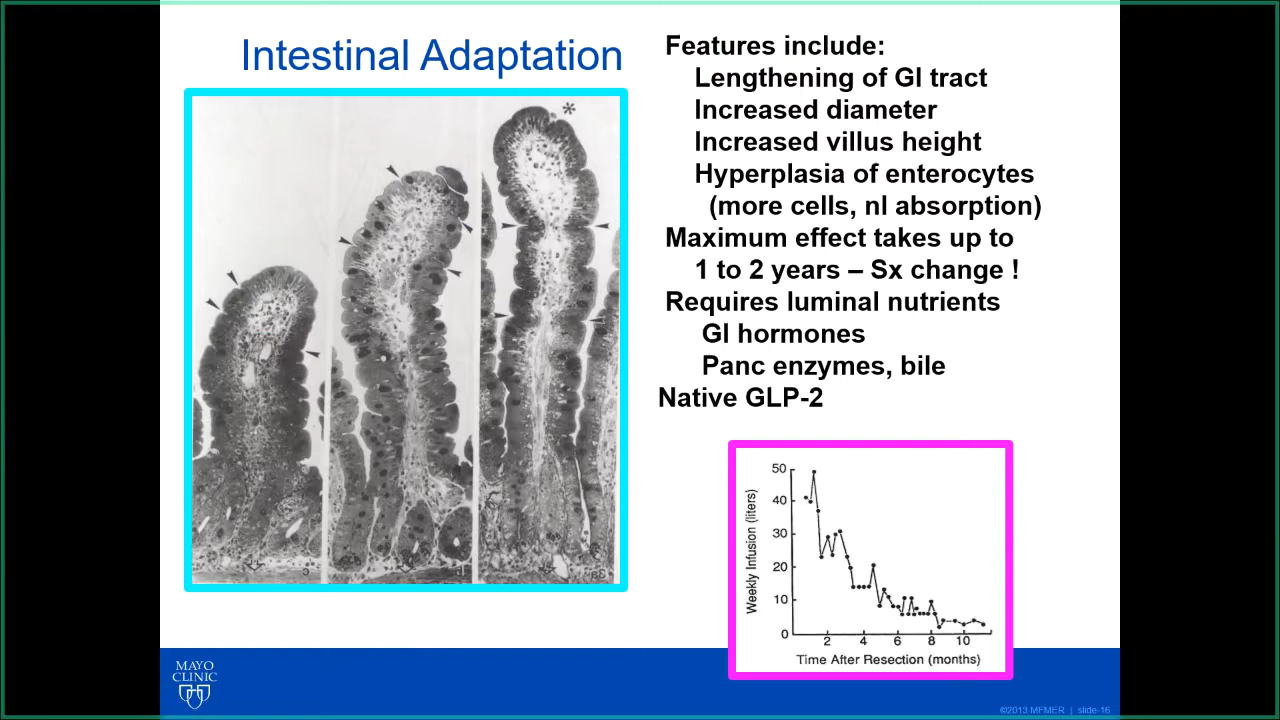 Intestinal Adaptation
Features include:
Lengthening of GI tract
Increased diameter
Increased villus height
Hyperplasia of enterocytes
(more cells, nl absorption)
Maximum effect takes up to
1 to 2 years – Sx change !
Requires luminal nutrients
GI hormones
Panc enzymes, bile
Native GLP-2
*
50
40
30
20
10
0
Weekly Infusion (liters)
2 4 6 8 10
Time After Resection (months)
MAYO
CLINIC
©2013 MFMER | slide-16